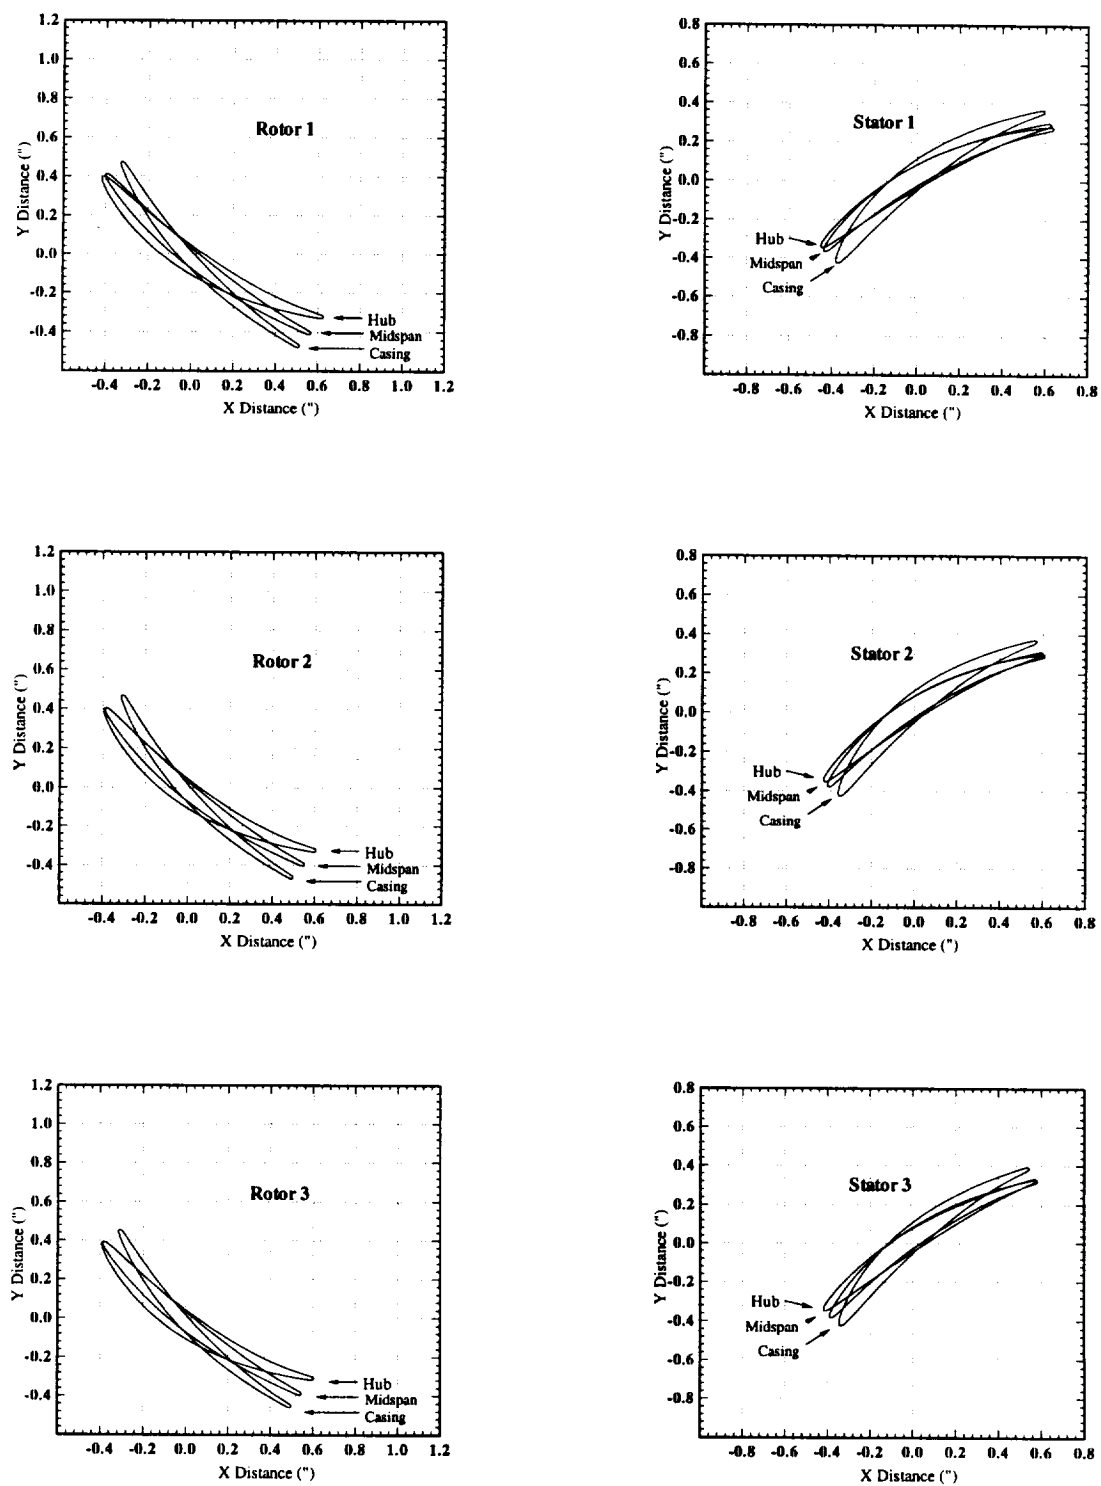 1.2
1.0
0.8
0.6
0.4
0.2
0.0
-0.2
-0.4
Y Distance (")
Rotor 1
Hub
Midspan
Casing
-0.4 -0.2 0.0 0.2 0.4 0.6 0.8 1.0 1.2
X Distance (")
0.8
0.6
0.4
0.2
0.0
-0.2
-0.4
-0.6
-0.8
Y Distance (")
Stator 1
Hub
Midspan
Casing
-0.8 -0.6 -0.4 -0.2 0.0 0.2 0.4 0.6 0.8
X Distance (")
1.2
1.0
0.8
0.6
0.4
0.2
0.0
-0.2
-0.4
Y Distance (")
Rotor 2
Hub
Midspan
Casing
-0.4 -0.2 0.0 0.2 0.4 0.6 0.8 1.0 1.2
X Distance (")
0.8
0.6
0.4
0.2
0.0
-0.2
-0.4
-0.6
-0.8
Y Distance (")
Stator 2
Hub
Midspan
Casing
-0.8 -0.6 -0.4 -0.2 0.0 0.2 0.4 0.6 0.8
X Distance (")
1.2
1.0
0.8
0.6
0.4
0.2
0.0
-0.2
-0.4
Y Distance (")
Rotor 3
Hub
Midspan
Casing
-0.4 -0.2 0.0 0.2 0.4 0.6 0.8 1.0 1.2
X Distance (")
0.8
0.6
0.4
0.2
0.0
-0.2
-0.4
-0.6
-0.8
Y Distance (")
Stator 3
Hub
Midspan
Casing
-0.8 -0.6 -0.4 -0.2 0.0 0.2 0.4 0.6 0.8
X Distance (")